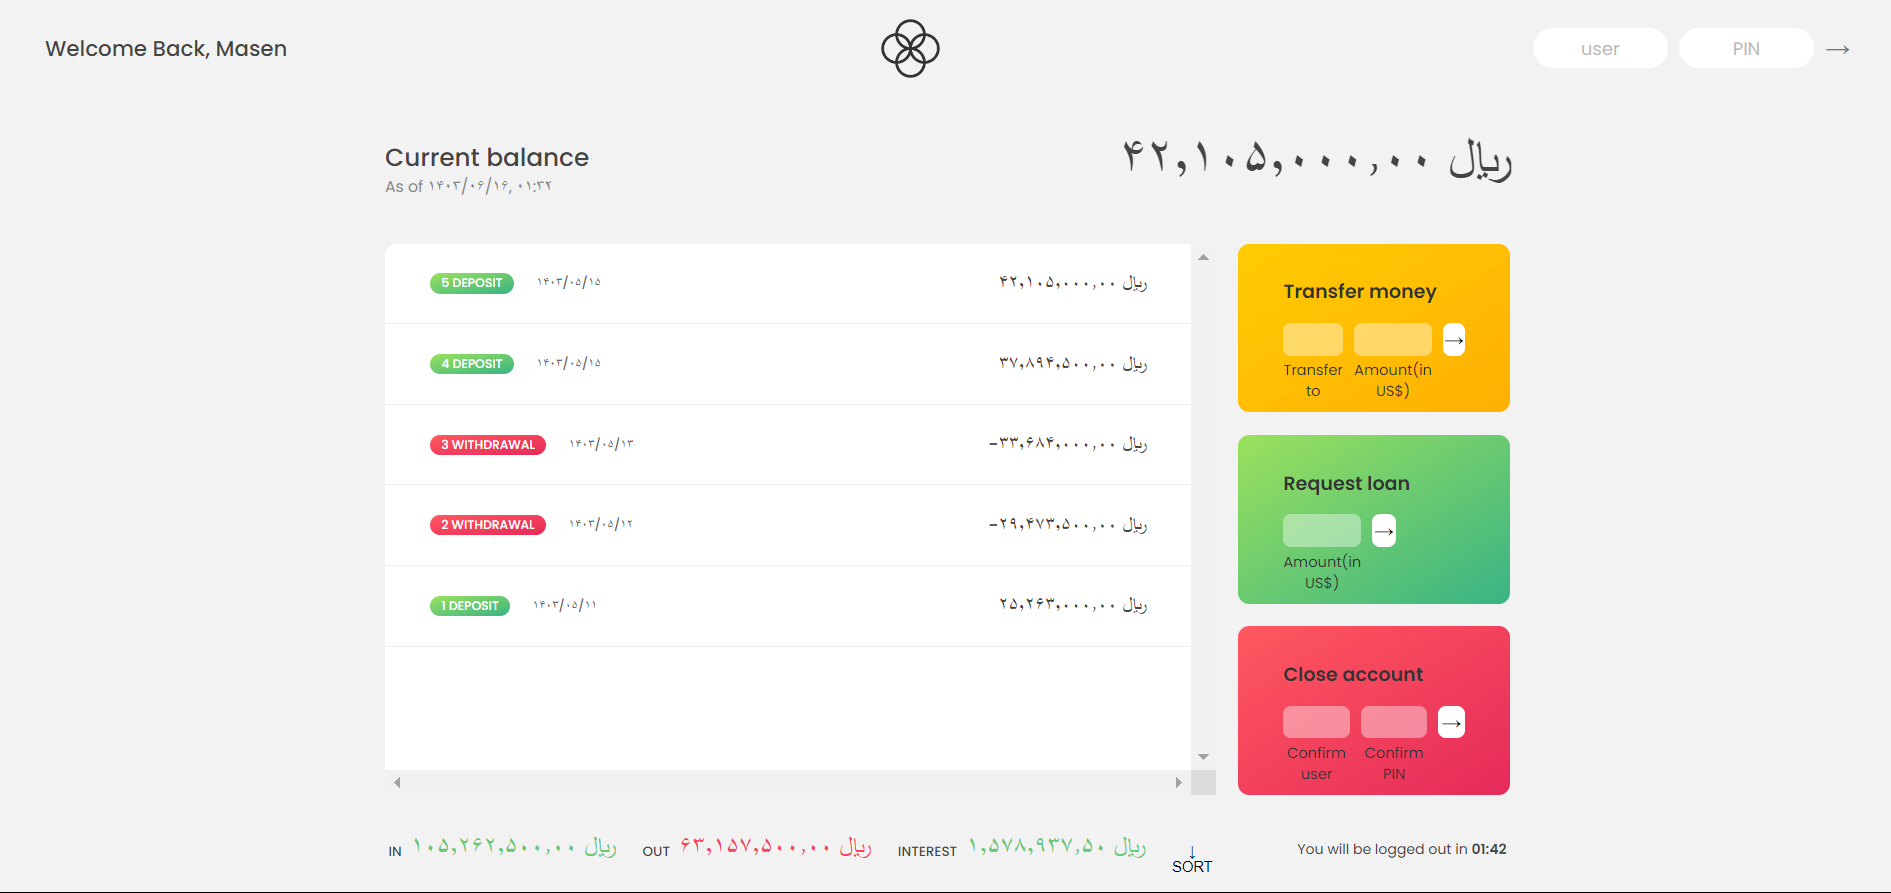 Welcome Back, Masen
user
PIN
→
Current balance
As of ۱۴۰۳/۰۶/۱۶, ۰۱:۳۲
۴۲,۱۰۵,۰۰۰,۰۰ ریال
5 DEPOSIT ۱۴۰۳/۰۵/۱۵ ۴۲,۱۰۵,۰۰۰,۰۰ ریال
4 DEPOSIT ۱۴۰۳/۰۵/۱۵ ۳۷,۸۹۴,۵۰۰,۰۰ ریال
3 WITHDRAWAL ۱۴۰۳/۰۵/۱۳ −۳۳,۶۸۴,۰۰۰,۰۰ ریال
2 WITHDRAWAL ۱۴۰۳/۰۵/۱۲ −۲۹,۴۷۳,۵۰۰,۰۰ ریال
1 DEPOSIT ۱۴۰۳/۰۵/۱۱ ۲۵,۲۶۳,۰۰۰,۰۰ ریال
Transfer money
→
Transfer
to
Amount(in
US$)
Request loan
→
Amount(in
US$)
Close account
→
Confirm
user
Confirm
PIN
IN ۱۰۵,۲۶۲,۵۰۰,۰۰ ریال OUT ۶۳,۱۵۷,۵۰۰,۰۰ ریال INTEREST ۱,۵۷۸,۹۳۷,۵۰ ریال
↓
SORT
You will be logged out in 01:42